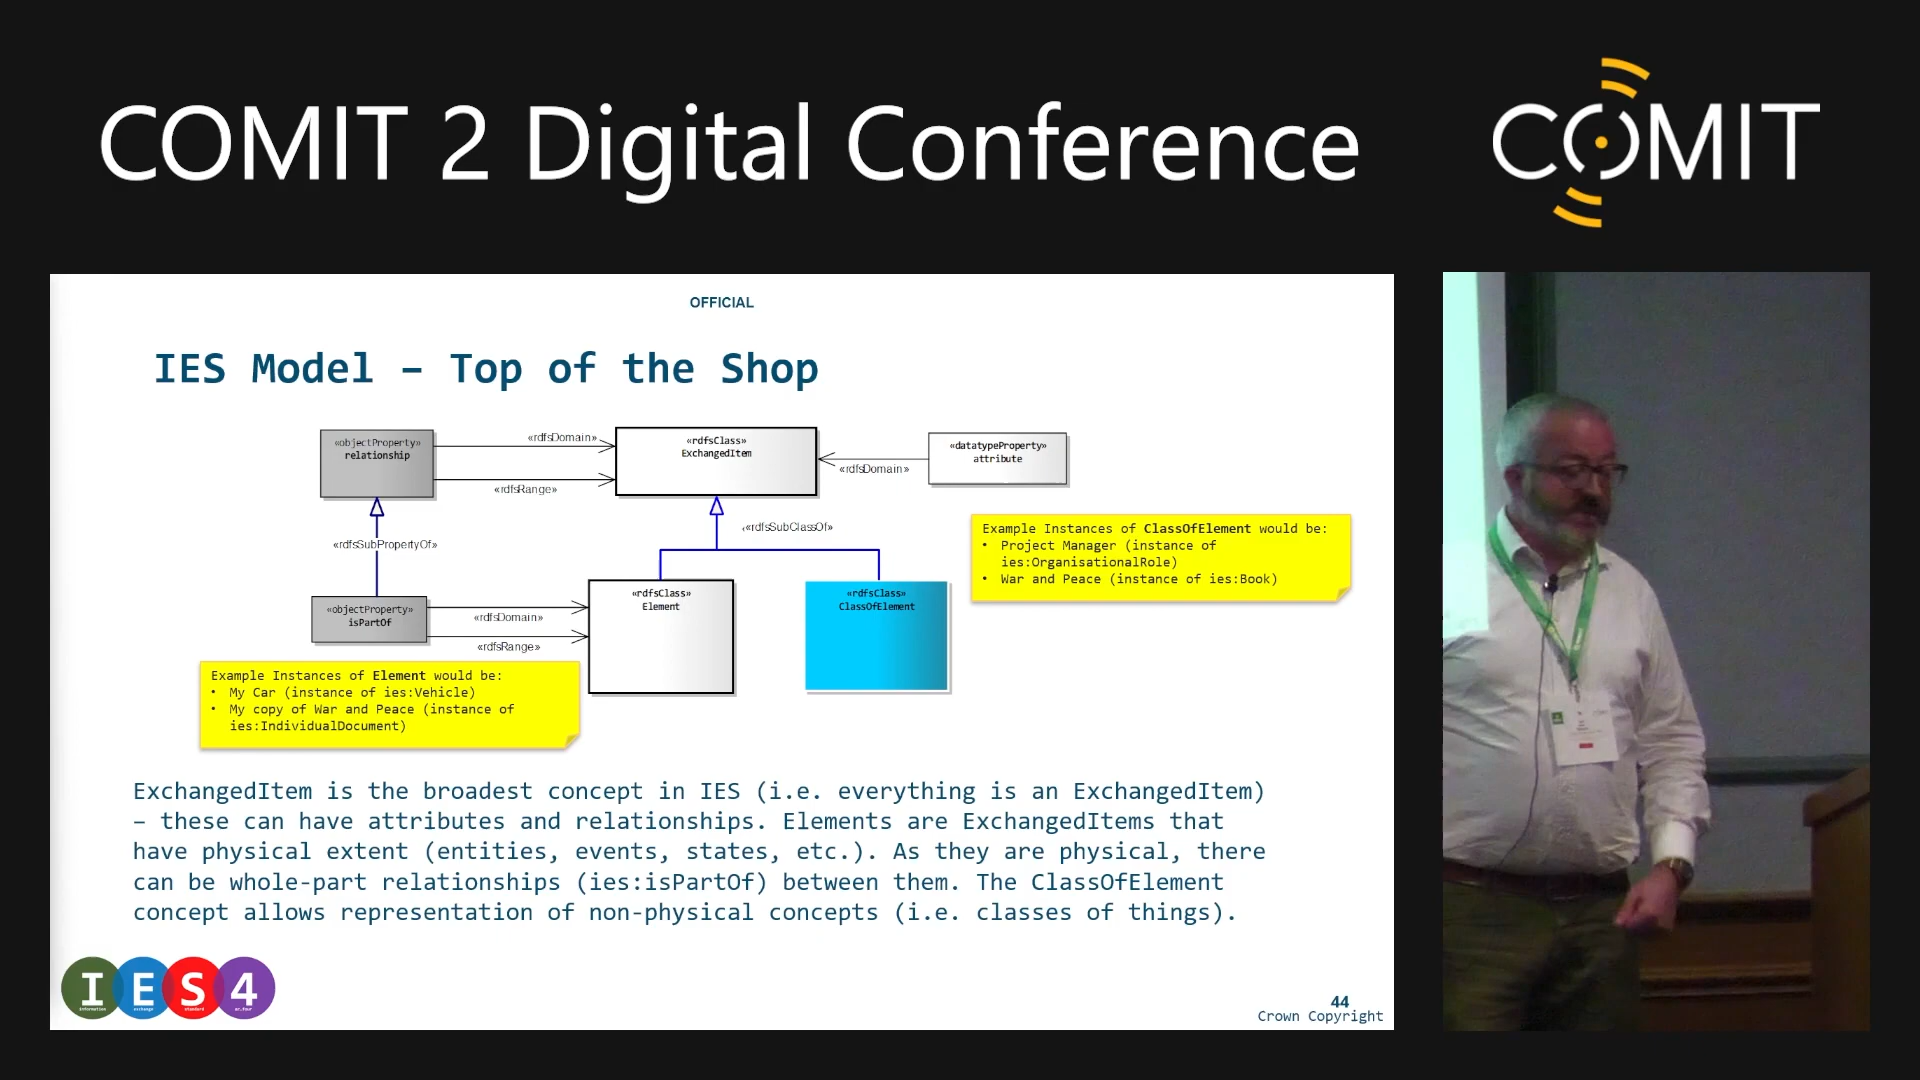 COMIT 2 Digital Conference
COMIT
OFFICIAL
IES Model – Top of the Shop
«objectProperty»
relationship
«rdfsDomain»
«rdfsRange»
«rdfsClass»
ExchangedItem
«rdfsDomain»
«datatypeProperty»
attribute
«rdfsSubPropertyOf»
«rdfsSubClassOf»
Example Instances of ClassOfElement would be:
• Project Manager (instance of
ies:OrganisationalRole)
• War and Peace (instance of ies:Book)
«objectProperty»
isPartOf
«rdfsDomain»
«rdfsRange»
«rdfsClass»
Element
«rdfsClass»
ClassOfElement
Example Instances of Element would be:
• My Car (instance of ies:Vehicle)
• My copy of War and Peace (instance of
ies:IndividualDocument)
ExchangedItem is the broadest concept in IES (i.e. everything is an ExchangedItem)
– these can have attributes and relationships. Elements are ExchangedItems that
have physical extent (entities, events, states, etc.). As they are physical, there
can be whole-part relationships (ies:isPartOf) between them. The ClassOfElement
concept allows representation of non-physical concepts (i.e. classes of things).
IES4
information exchange standard
44
Crown Copyright